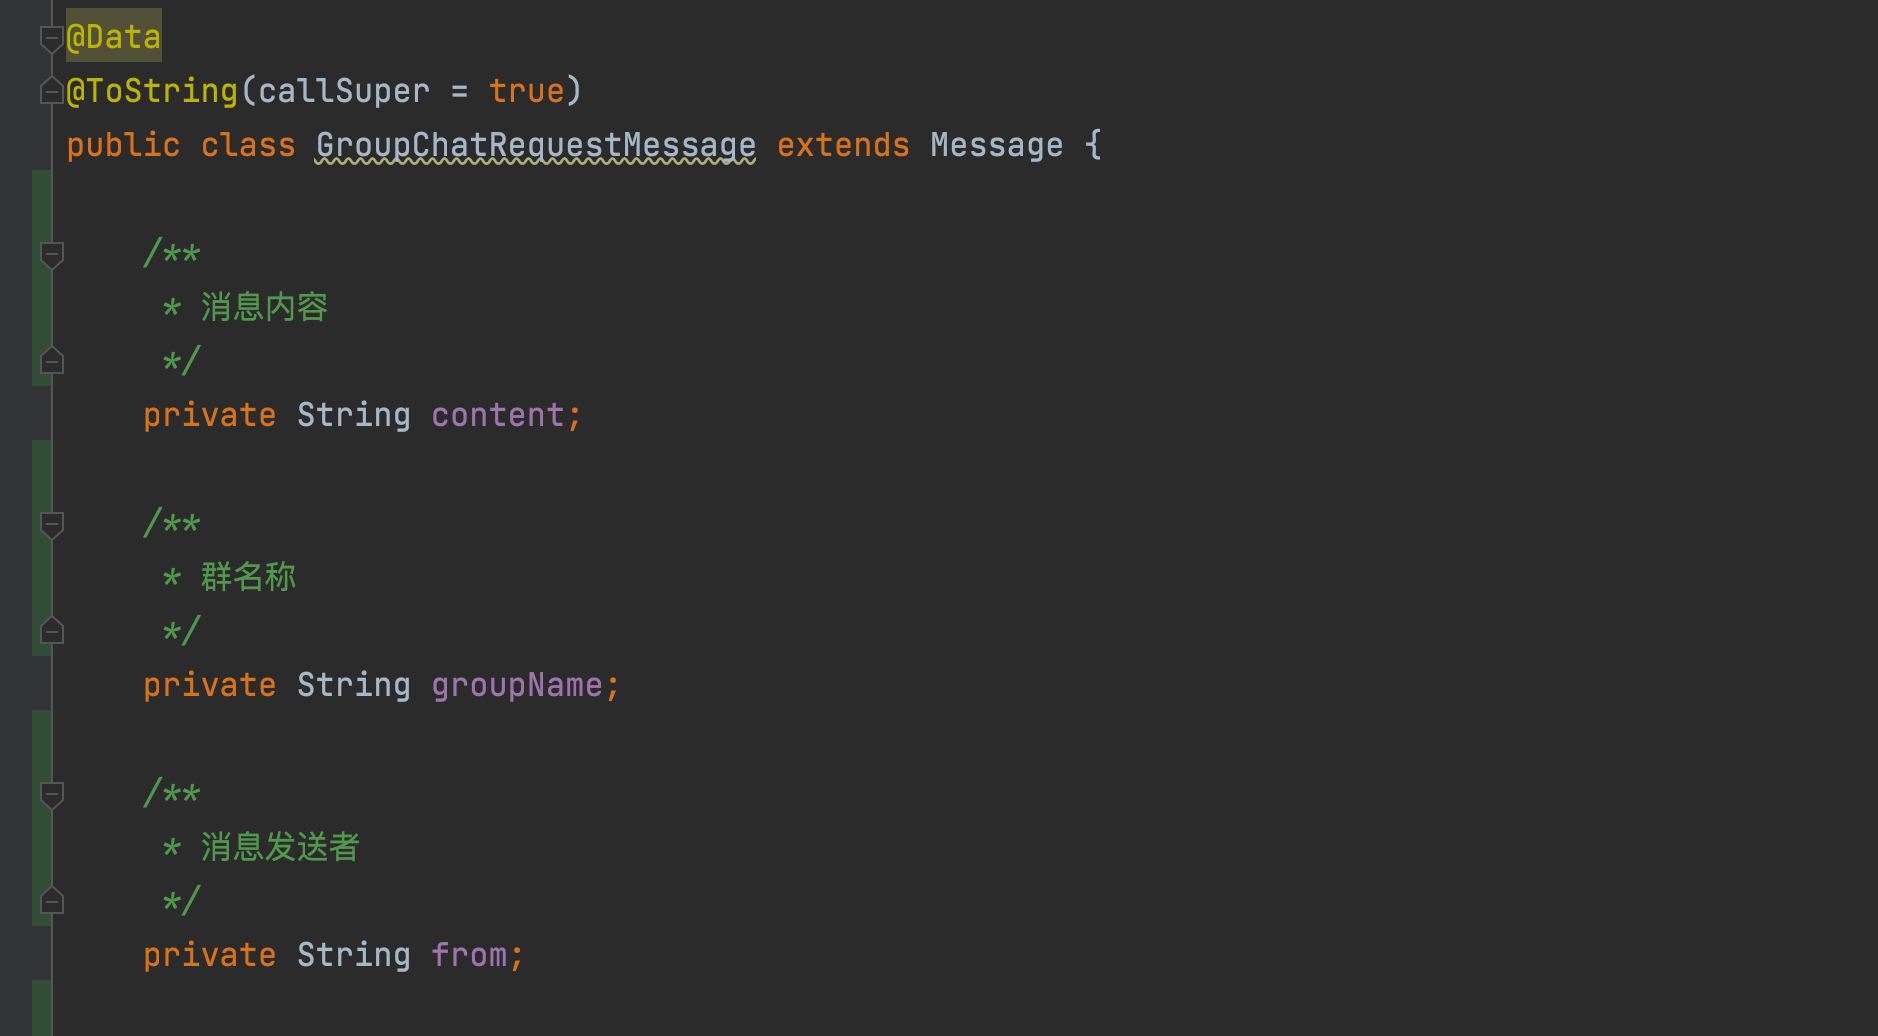 @Data
@ToString(callSuper = true)
public class GroupChatRequestMessage extends Message {
/**
* 消息内容
*/
private String content;
/**
* 群名称
*/
private String groupName;
/**
* 消息发送者
*/
private String from;